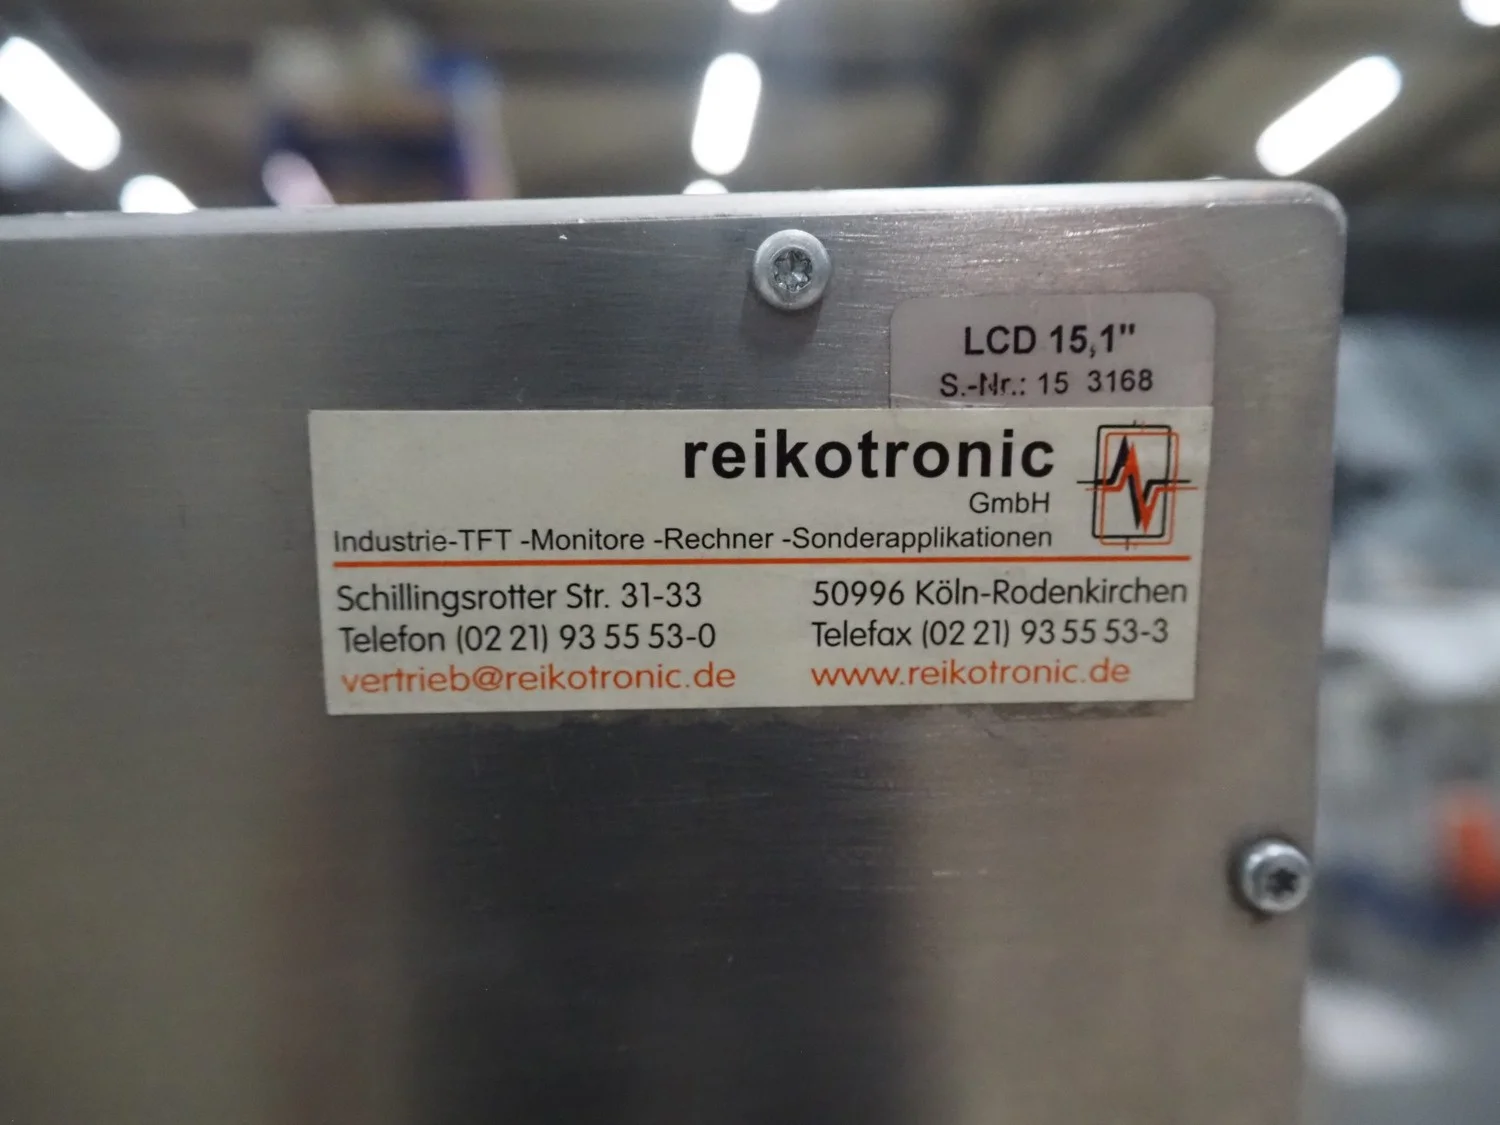 LCD 15,1"
S.-Nr.: 15 3168
reikotronic
GmbH
Industrie-TFT -Monitore -Rechner -Sonderapplikationen
Schillingsrotter Str. 31-33 50996 Köln-Rodenkirchen
Telefon (02 21) 93 55 53-0 Telefax (02 21) 93 55 53-3
vertrieb@reikotronic.de www.reikotronic.de